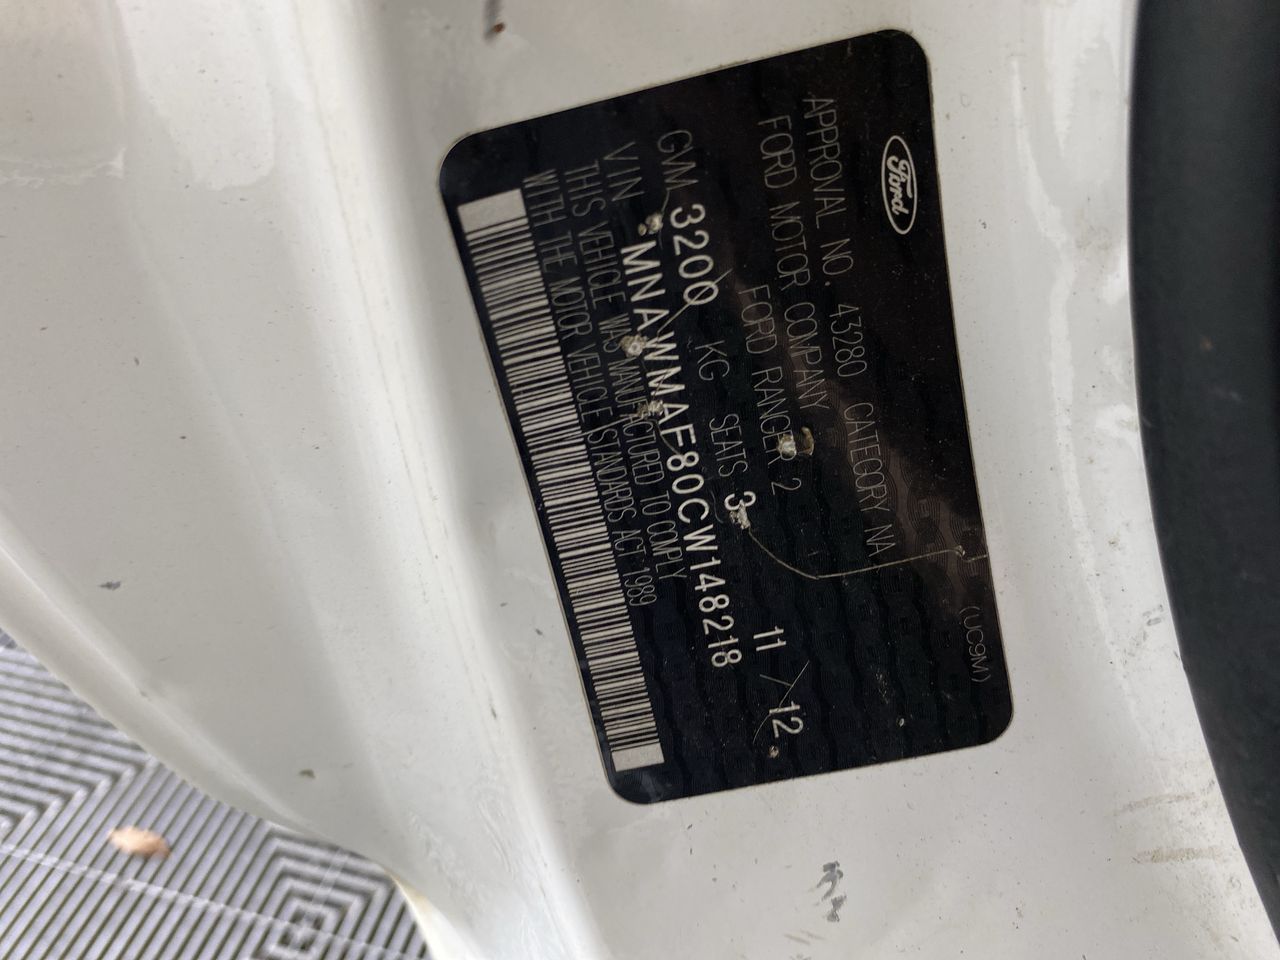 Ford
(UC9M)
APPROVAL NO. 43280 CATEGORY NA
FORD MOTOR COMPANY
FORD RANGER 2
GVM 3200 KG SEATS 3 11/12
VIN MNAWMAF80CW148218
THIS VEHICLE WAS MANUFACTURED TO COMPLY
WITH THE MOTOR VEHICLE STANDARDS ACT 1989